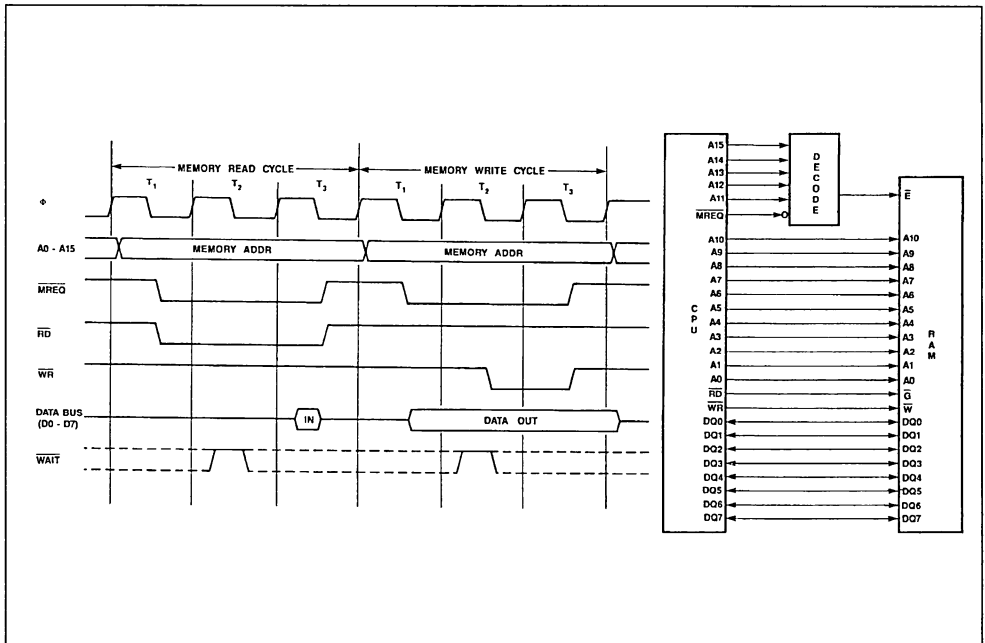 MEMORY READ CYCLE
MEMORY WRITE CYCLE
T1 T2 T3 T1 T2 T3
Φ
A0 - A15
MEMORY ADDR
MEMORY ADDR
MREQ
RD
WR
DATA BUS
(D0 - D7)
IN
DATA OUT
WAIT
CPU
A15
A14
A13
A12
A11
MREQ
A10
A9
A8
A7
A6
A5
A4
A3
A2
A1
A0
RD
WR
DQ0
DQ1
DQ2
DQ3
DQ4
DQ5
DQ6
DQ7
DECODE
E
A10
A9
A8
A7
A6
A5
A4
A3
A2
A1
A0
G
W
DQ0
DQ1
DQ2
DQ3
DQ4
DQ5
DQ6
DQ7
RAM